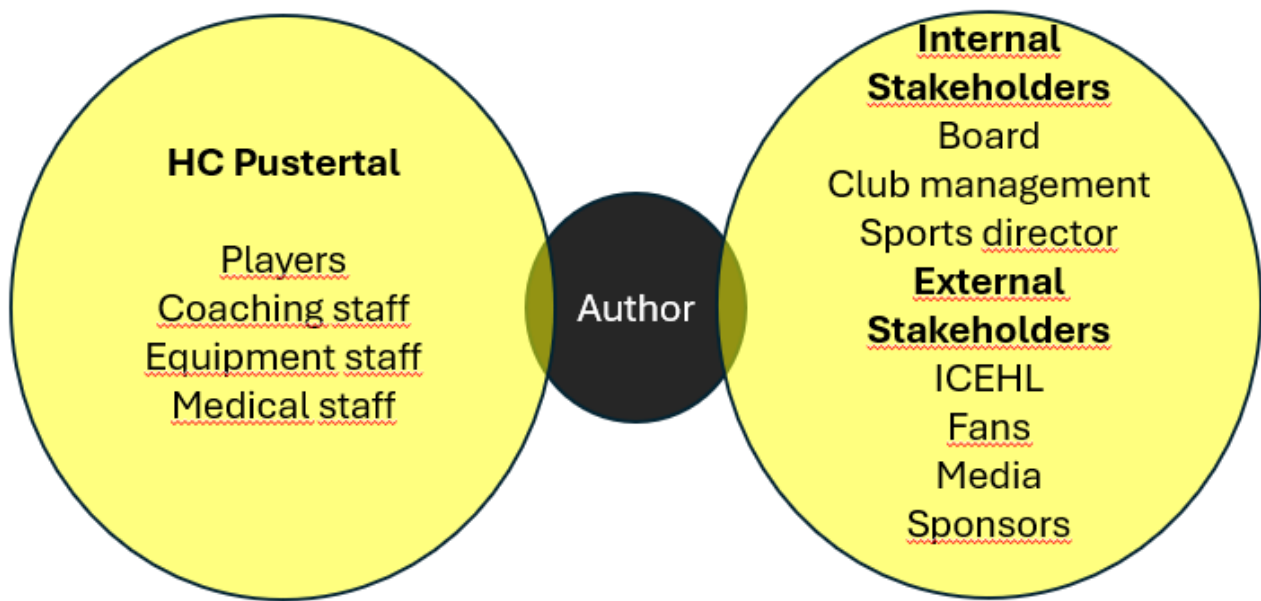 HC Pustertal
Players
Coaching staff
Equipment staff
Medical staff
Author
Internal
Stakeholders
Board
Club management
Sports director
External
Stakeholders
ICEHL
Fans
Media
Sponsors